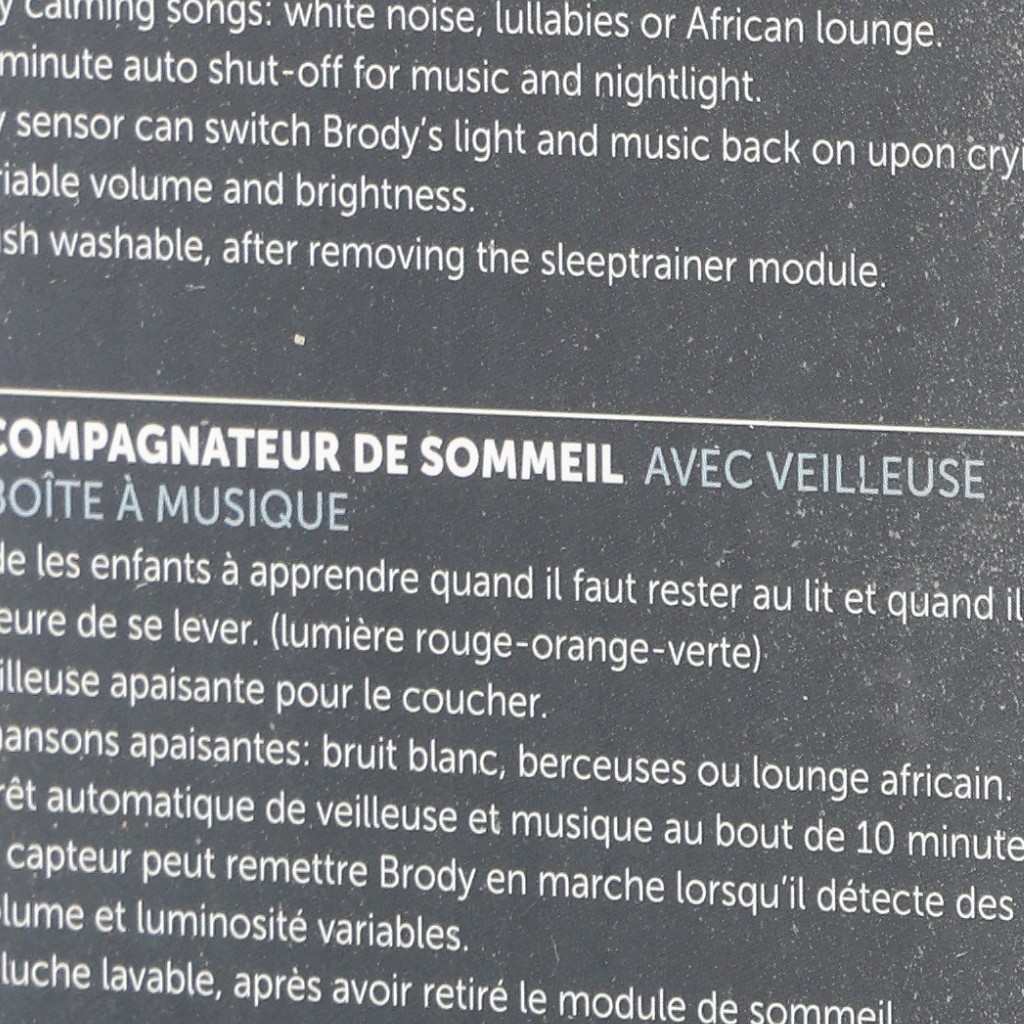 calming songs: white noise, lullabies or African lounge.
minute auto shut-off for music and nightlight.
sensor can switch Brody's light and music back on upon cryi
iable volume and brightness.
sh washable, after removing the sleeptrainer module.
COMPAGNATEUR DE SOMMEIL AVEC VEILLEUSE
BOÎTE À MUSIQUE
de les enfants à apprendre quand il faut rester au lit et quand il
eure de se lever. (lumière rouge-orange-verte)
illeuse apaisante pour le coucher.
ansons apaisantes: bruit blanc, berceuses ou lounge africain.
rêt automatique de veilleuse et musique au bout de 10 minute
capteur peut remettre Brody en marche lorsqu'il détecte des
lume et luminosité variables.
luche lavable, après avoir retiré le module de sommeil.